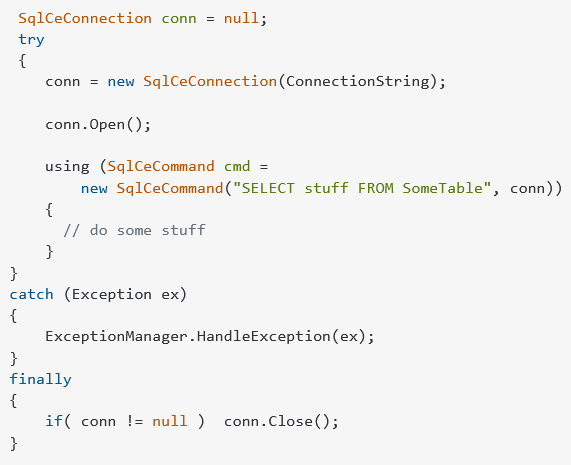 SqlCeConnection conn = null;
try
{
conn = new SqlCeConnection(ConnectionString);
conn.Open();
using (SqlCeCommand cmd =
new SqlCeCommand("SELECT stuff FROM SomeTable", conn))
{
// do some stuff
}
}
catch (Exception ex)
{
ExceptionManager.HandleException(ex);
}
finally
{
if( conn != null )  conn.Close();
}